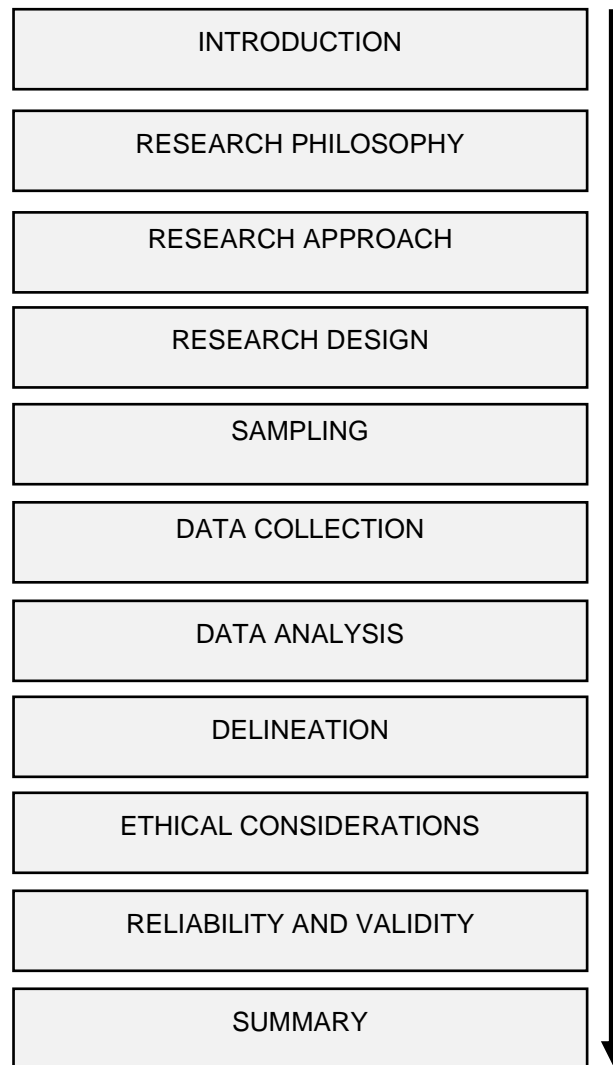 INTRODUCTION
RESEARCH PHILOSOPHY
RESEARCH APPROACH
RESEARCH DESIGN
SAMPLING
DATA COLLECTION
DATA ANALYSIS
DELINEATION
ETHICAL CONSIDERATIONS
RELIABILITY AND VALIDITY
SUMMARY